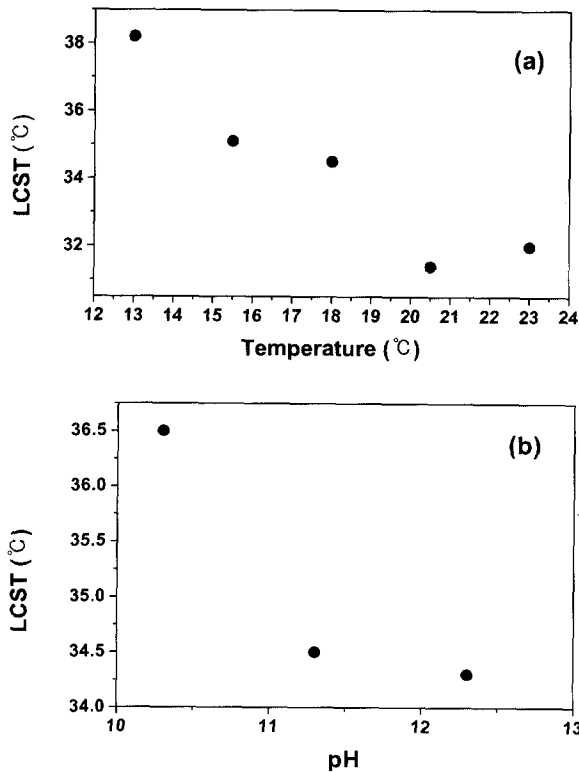 38
36
34
32
LCST (℃)
(a)
12 13 14 15 16 17 18 19 20 21 22 23 24
Temperature (℃)
36.5
36.0
35.5
35.0
34.5
34.0
LCST (℃)
(b)
10 11 12 13
pH